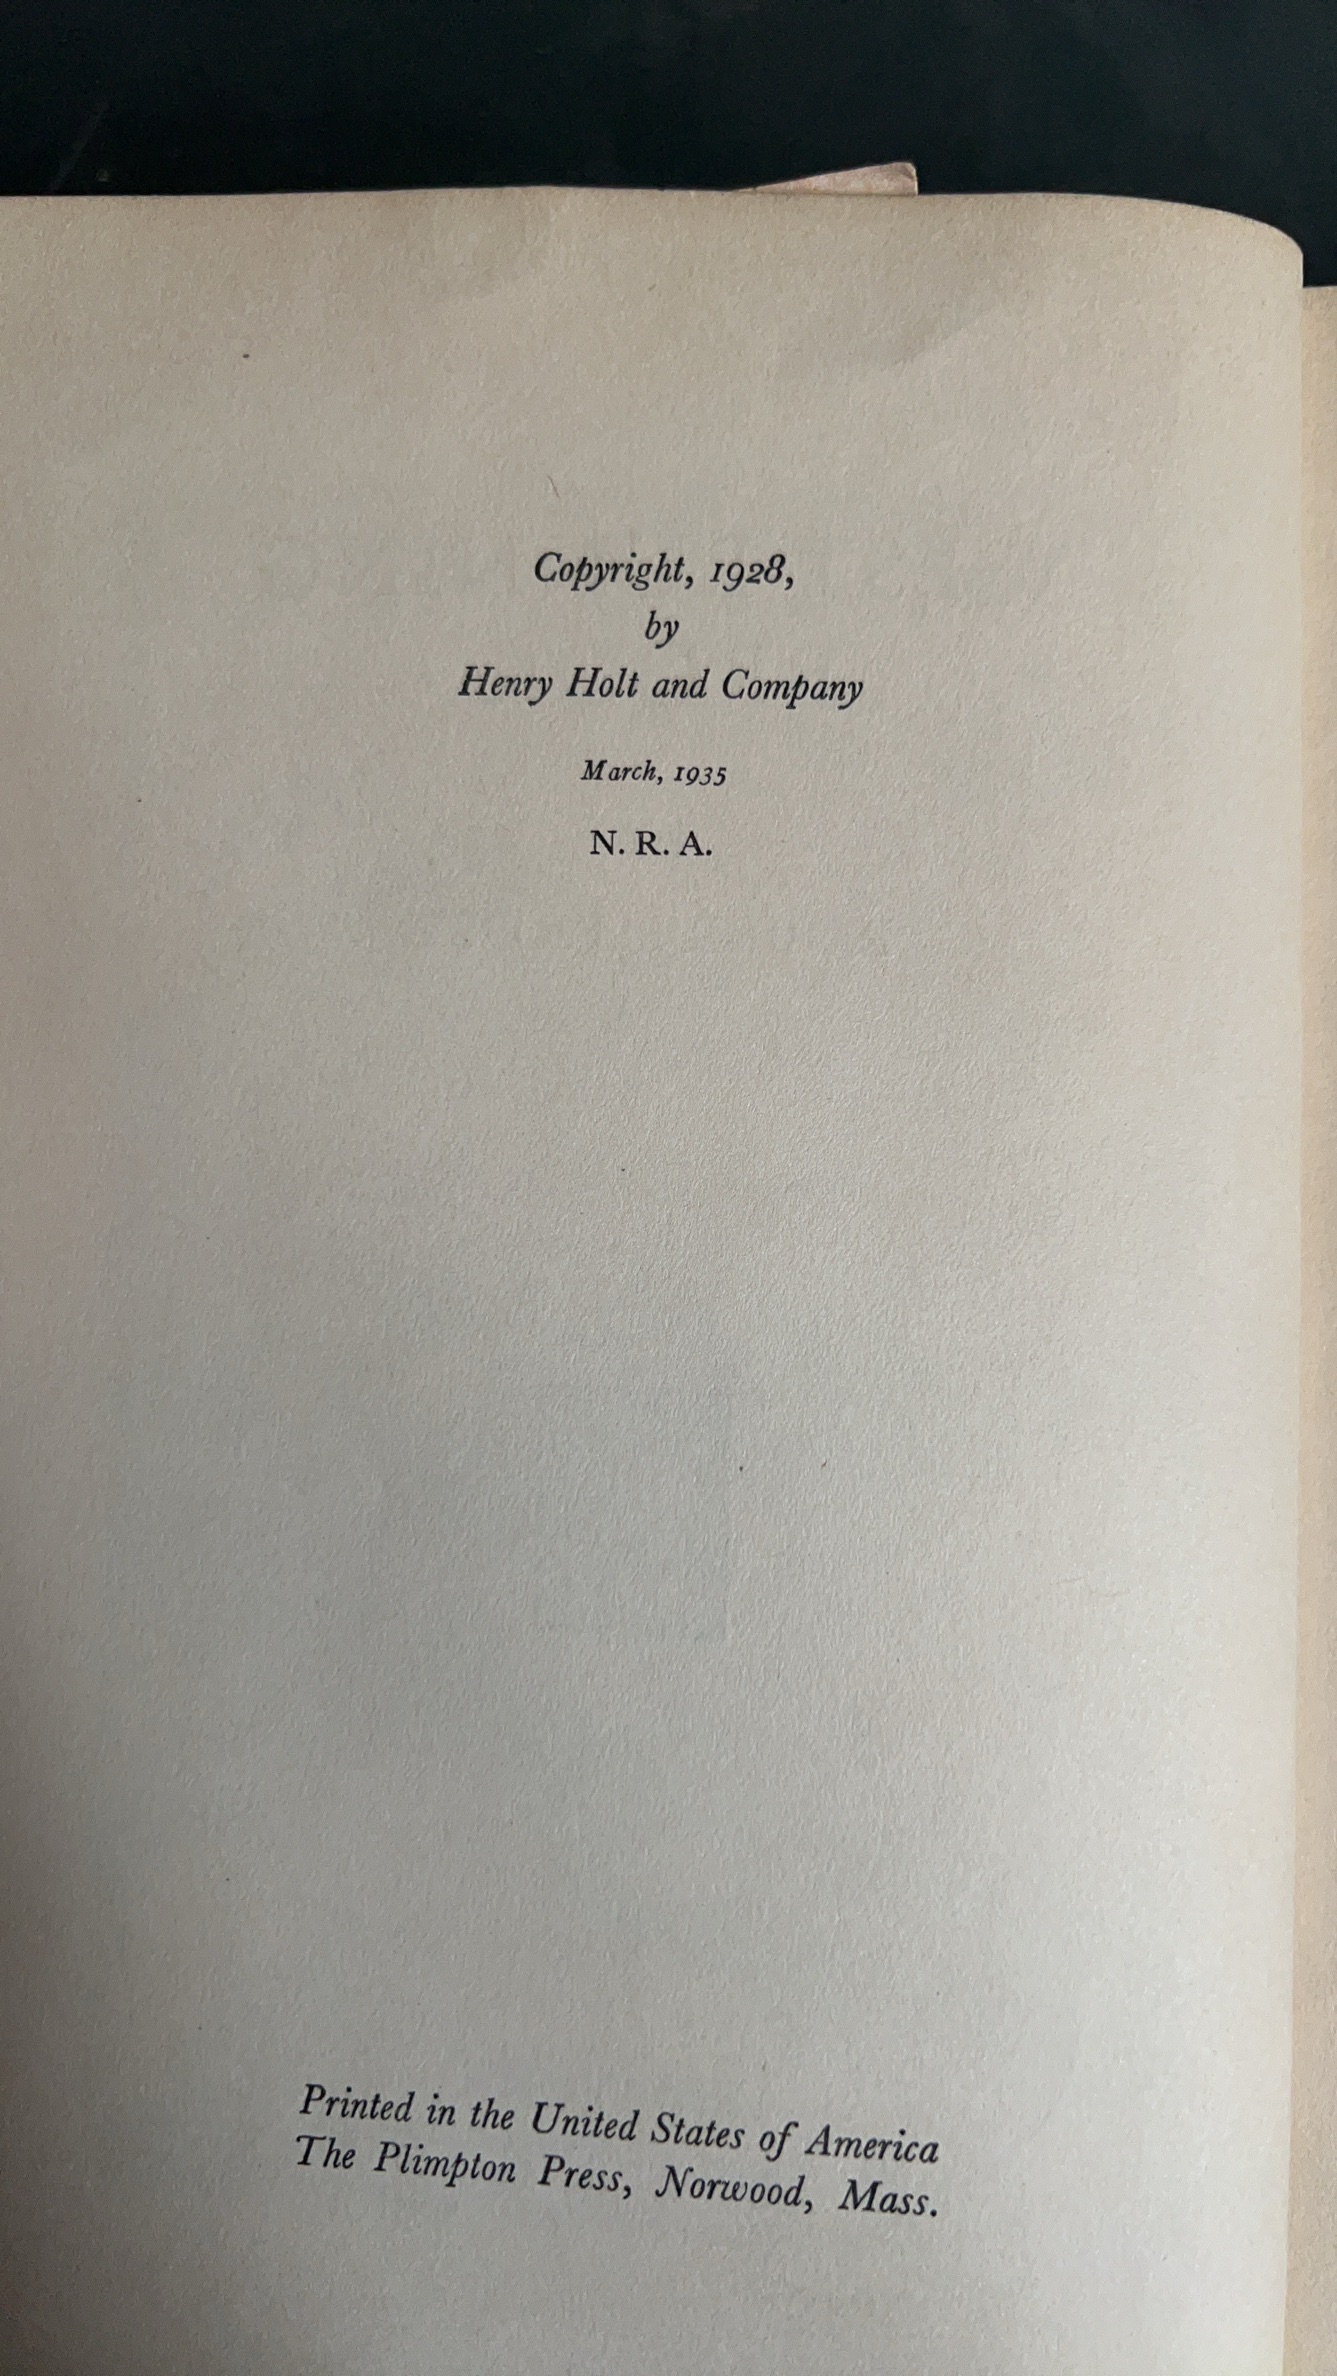 Copyright, 1928,
by
Henry Holt and Company
March, 1935
N. R. A.
Printed in the United States of America
The Plimpton Press, Norwood, Mass.